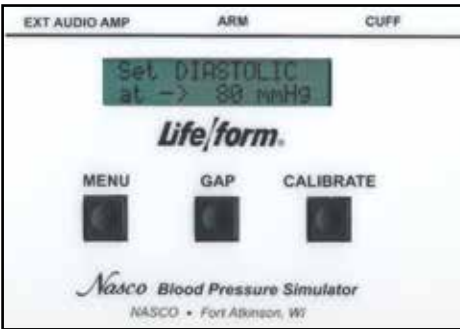 EXT AUDIO AMP ARM CUFF
Set DIASTOLIC
at -> 80 mmHg
Life/form®
MENU GAP CALIBRATE
Nasco Blood Pressure Simulator
NASCO • Fort Atkinson, WI